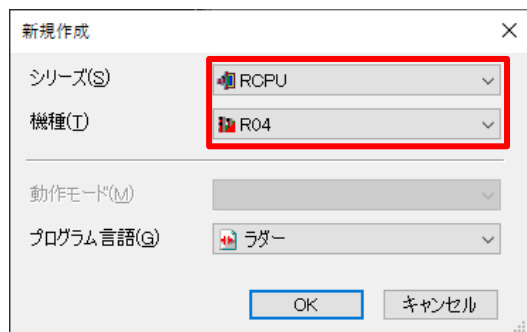 新規作成
シリーズ(S)
RCPU
機種(T)
R04
動作モード(M)
プログラム言語(G)
ラダー
OK
キャンセル